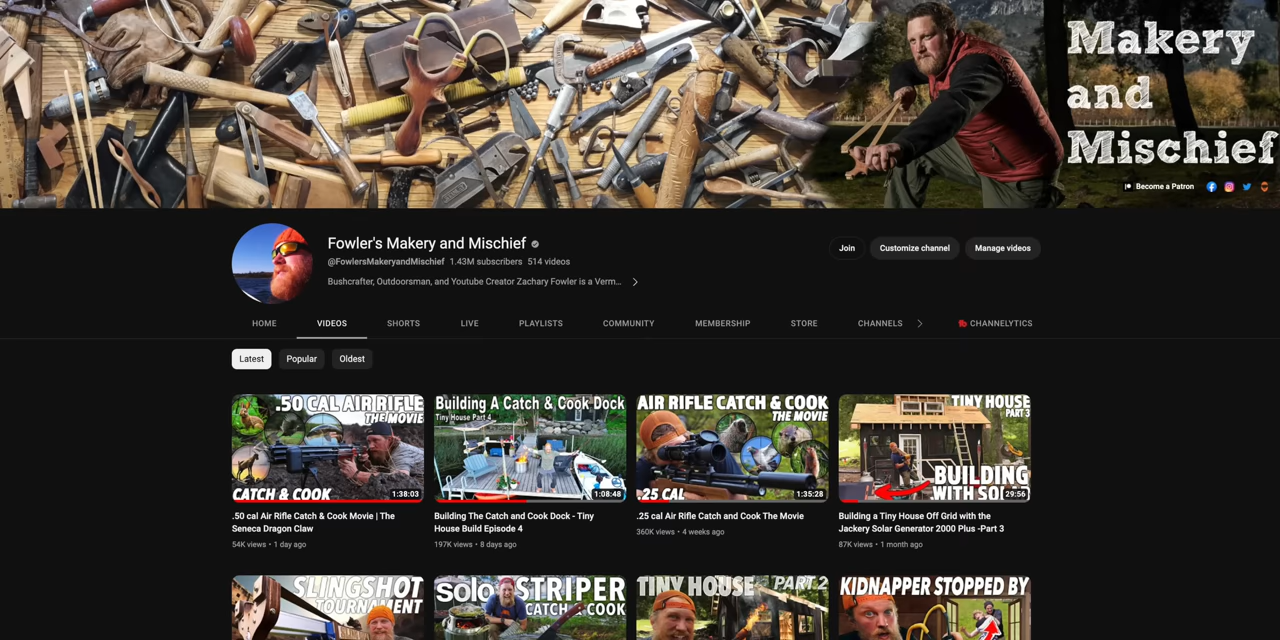 Makery
and
Mischief
Become a Patron
Fowler's Makery and Mischief
@FowlersMakeryandMischief 1.43M subscribers 514 videos
Bushcrafter, Outdoorsman, and Youtube Creator Zachary Fowler is a Verm...
Join
Customize channel
Manage videos
HOME VIDEOS SHORTS LIVE PLAYLISTS COMMUNITY MEMBERSHIP STORE CHANNELS CHANNELYTICS
Latest Popular Oldest
.50 CAL AIR RIFLE
THE MOVIE
CATCH & COOK
1:38:03
.50 cal Air Rifle Catch & Cook Movie | The
Seneca Dragon Claw
54K views • 1 day ago
Building A Catch & Cook Dock
Tiny House Part 4
1:08:48
Building The Catch and Cook Dock - Tiny
House Build Episode 4
197K views • 8 days ago
AIR RIFLE CATCH & COOK
THE MOVIE
.25 CAL
1:35:28
.25 cal Air Rifle Catch and Cook The Movie
360K views • 4 weeks ago
TINY HOUSE
PART 3
BUILDING
WITH SOL
29:56
Building a Tiny House Off Grid with the
Jackery Solar Generator 2000 Plus -Part 3
87K views • 1 month ago
SLINGSHOT
TOURNAMENT
solo STRIPER
CATCH & COOK
TINY HOUSE PART 2
KIDNAPPER STOPPED BY